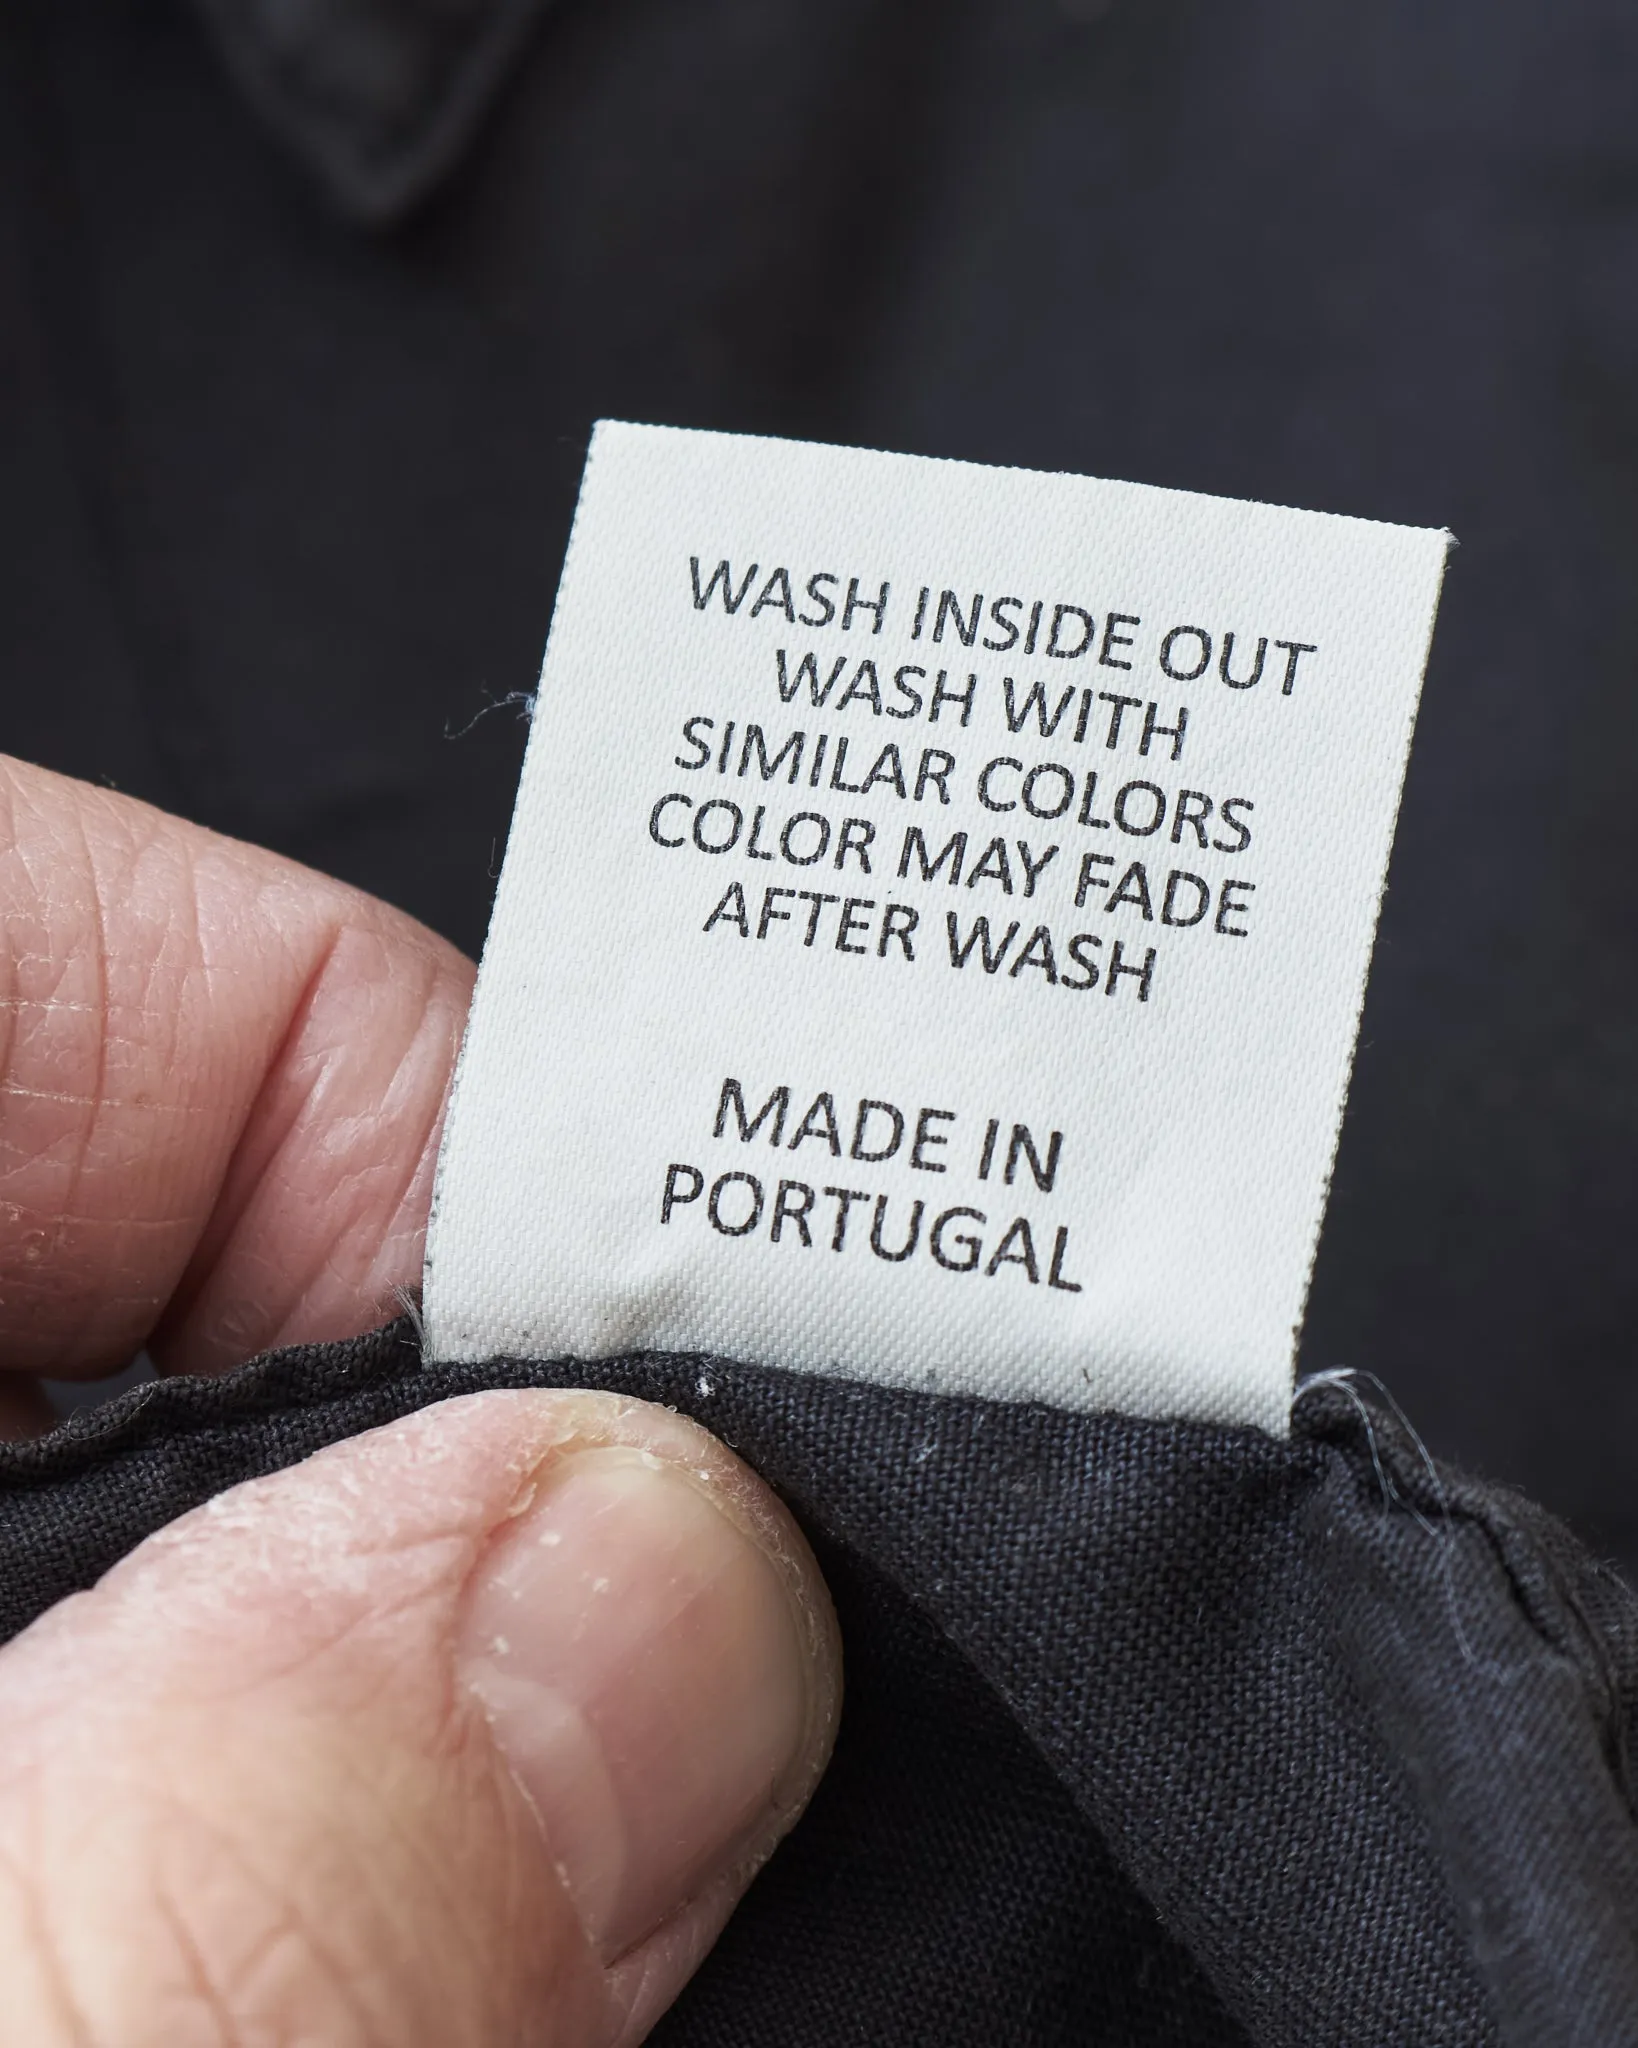 WASH INSIDE OUT
WASH WITH
SIMILAR COLORS
COLOR MAY FADE
AFTER WASH
MADE IN
PORTUGAL